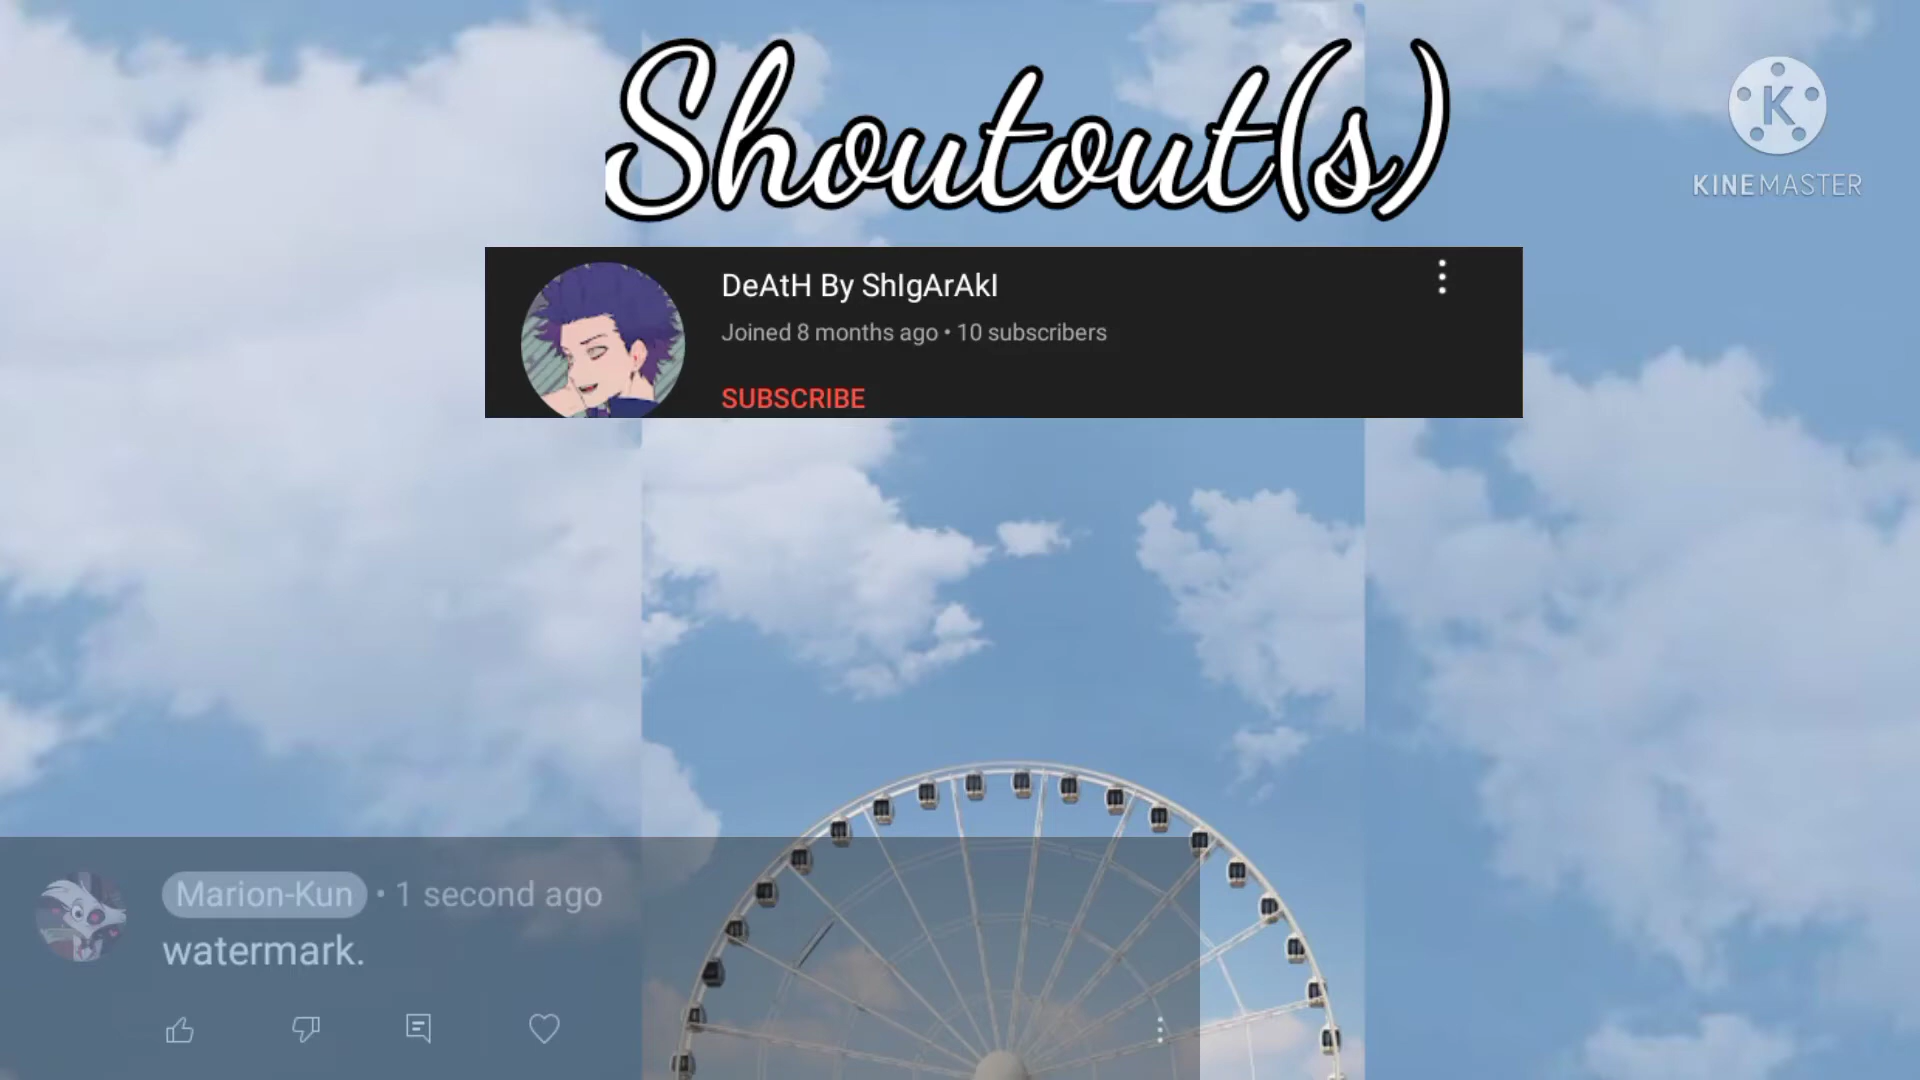 Shoutout(s)
K
KINEMASTER
DeAtH By ShIgArAkI
Joined 8 months ago • 10 subscribers
SUBSCRIBE
Marion-Kun • 1 second ago
watermark.